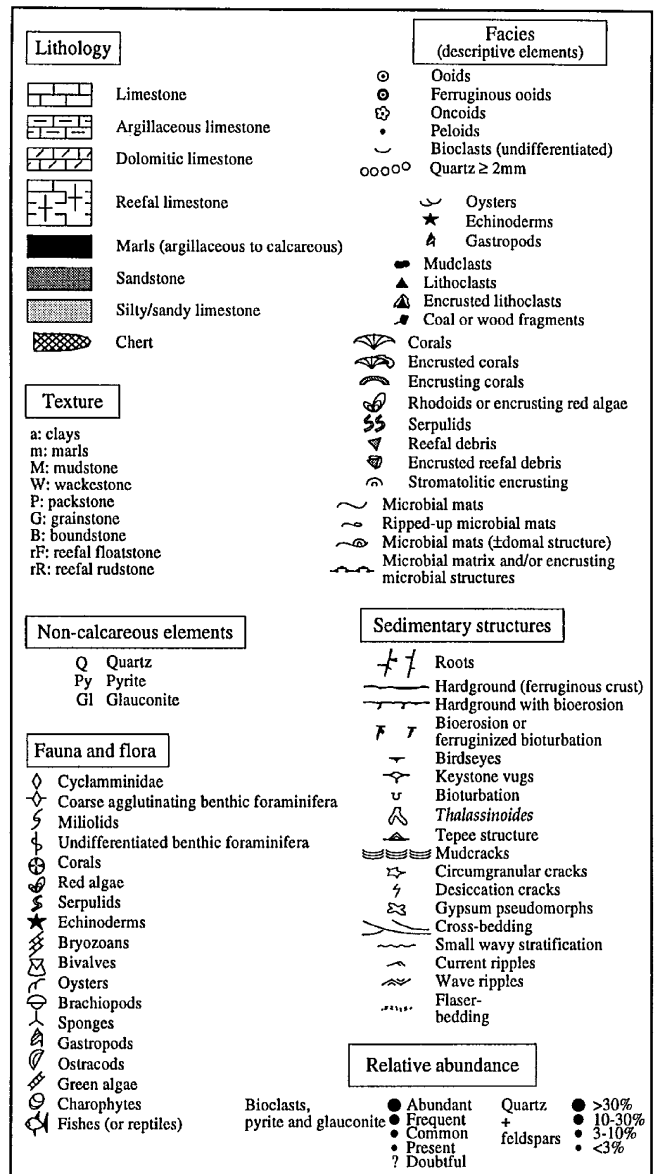 Lithology
Limestone
Argillaceous limestone
Dolomitic limestone
Reefal limestone
Marls (argillaceous to calcareous)
Sandstone
Silty/sandy limestone
Chert
Texture
a: clays
m: marls
M: mudstone
W: wackestone
P: packstone
G: grainstone
B: boundstone
rF: reefal floatstone
rR: reefal rudstone
Non-calcareous elements
Q Quartz
Py Pyrite
Gl Glauconite
Fauna and flora
Cyclamminidae
Coarse agglutinating benthic foraminifera
Miliolids
Undifferentiated benthic foraminifera
Corals
Red algae
Serpulids
Echinoderms
Bryozoans
Bivalves
Oysters
Brachiopods
Sponges
Gastropods
Ostracods
Green algae
Charophytes
Fishes (or reptiles)
Facies
(descriptive elements)
Ooids
Ferruginous ooids
Oncoids
Peloids
Bioclasts (undifferentiated)
Quartz ≥ 2mm
Oysters
Echinoderms
Gastropods
Mudclasts
Lithoclasts
Encrusted lithoclasts
Coal or wood fragments
Corals
Encrusted corals
Encrusting corals
Rhodoids or encrusting red algae
Serpulids
Reefal debris
Encrusted reefal debris
Stromatolitic encrusting
Microbial mats
Ripped-up microbial mats
Microbial mats (±domal structure)
Microbial matrix and/or encrusting
microbial structures
Sedimentary structures
Roots
Hardground (ferruginous crust)
Hardground with bioerosion
Bioerosion or
ferruginized bioturbation
Birdseyes
Keystone vugs
Bioturbation
Thalassinoides
Tepee structure
Mudcracks
Circumgranular cracks
Desiccation cracks
Gypsum pseudomorphs
Cross-bedding
Small wavy stratification
Current ripples
Wave ripples
Flaser-
bedding
Relative abundance
Bioclasts,
pyrite and glauconite
Abundant
Frequent
Common
Present
? Doubtful
Quartz
+
feldspars
>30%
10-30%
3-10%
<3%